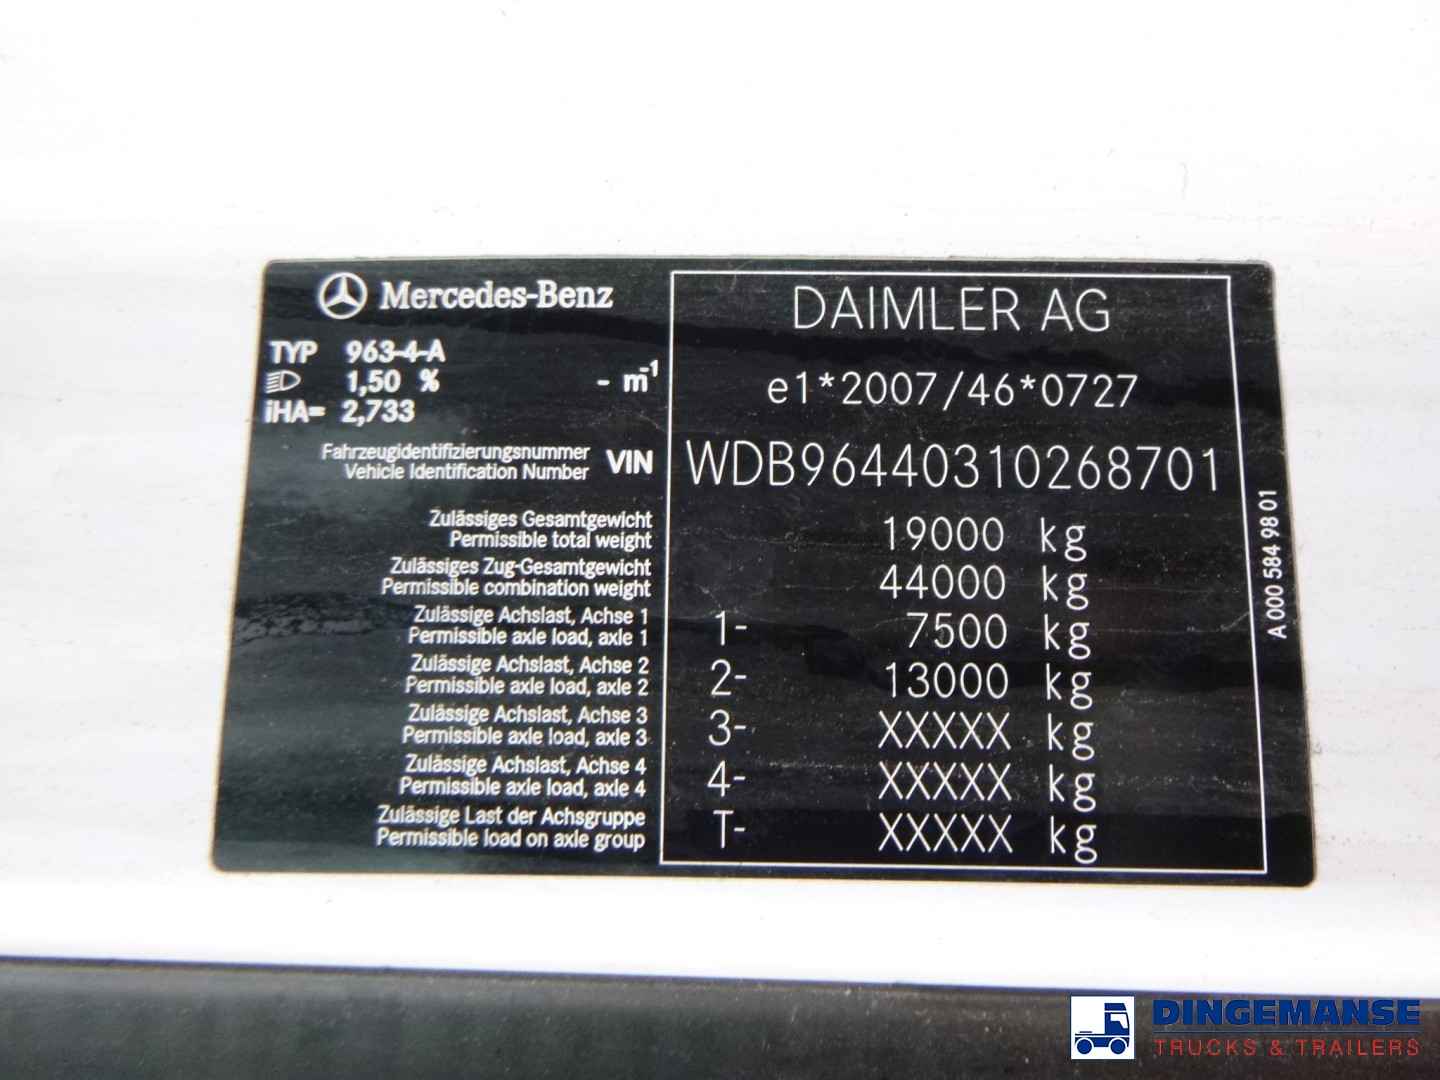 Mercedes-Benz
DAIMLER AG
TYP 963-4-A
1,50 % - m-1
iHA= 2,733
e1*2007/46*0727
Fahrzeugidentifizierungsnummer
Vehicle Identification Number
VIN WDB96440310268701
Zulässiges Gesamtgewicht
Permissible total weight
19000 kg
Zulässiges Zug-Gesamtgewicht
Permissible combination weight
44000 kg
Zulässige Achslast, Achse 1
Permissible axle load, axle 1
1- 7500 kg
Zulässige Achslast, Achse 2
Permissible axle load, axle 2
2- 13000 kg
Zulässige Achslast, Achse 3
Permissible axle load, axle 3
3- XXXXX kg
Zulässige Achslast, Achse 4
Permissible axle load, axle 4
4- XXXXX kg
Zulässige Last der Achsgruppe
Permissible load on axle group
T- XXXXX kg
A 000 584 98 01
DINGEMANSE
TRUCKS & TRAILERS